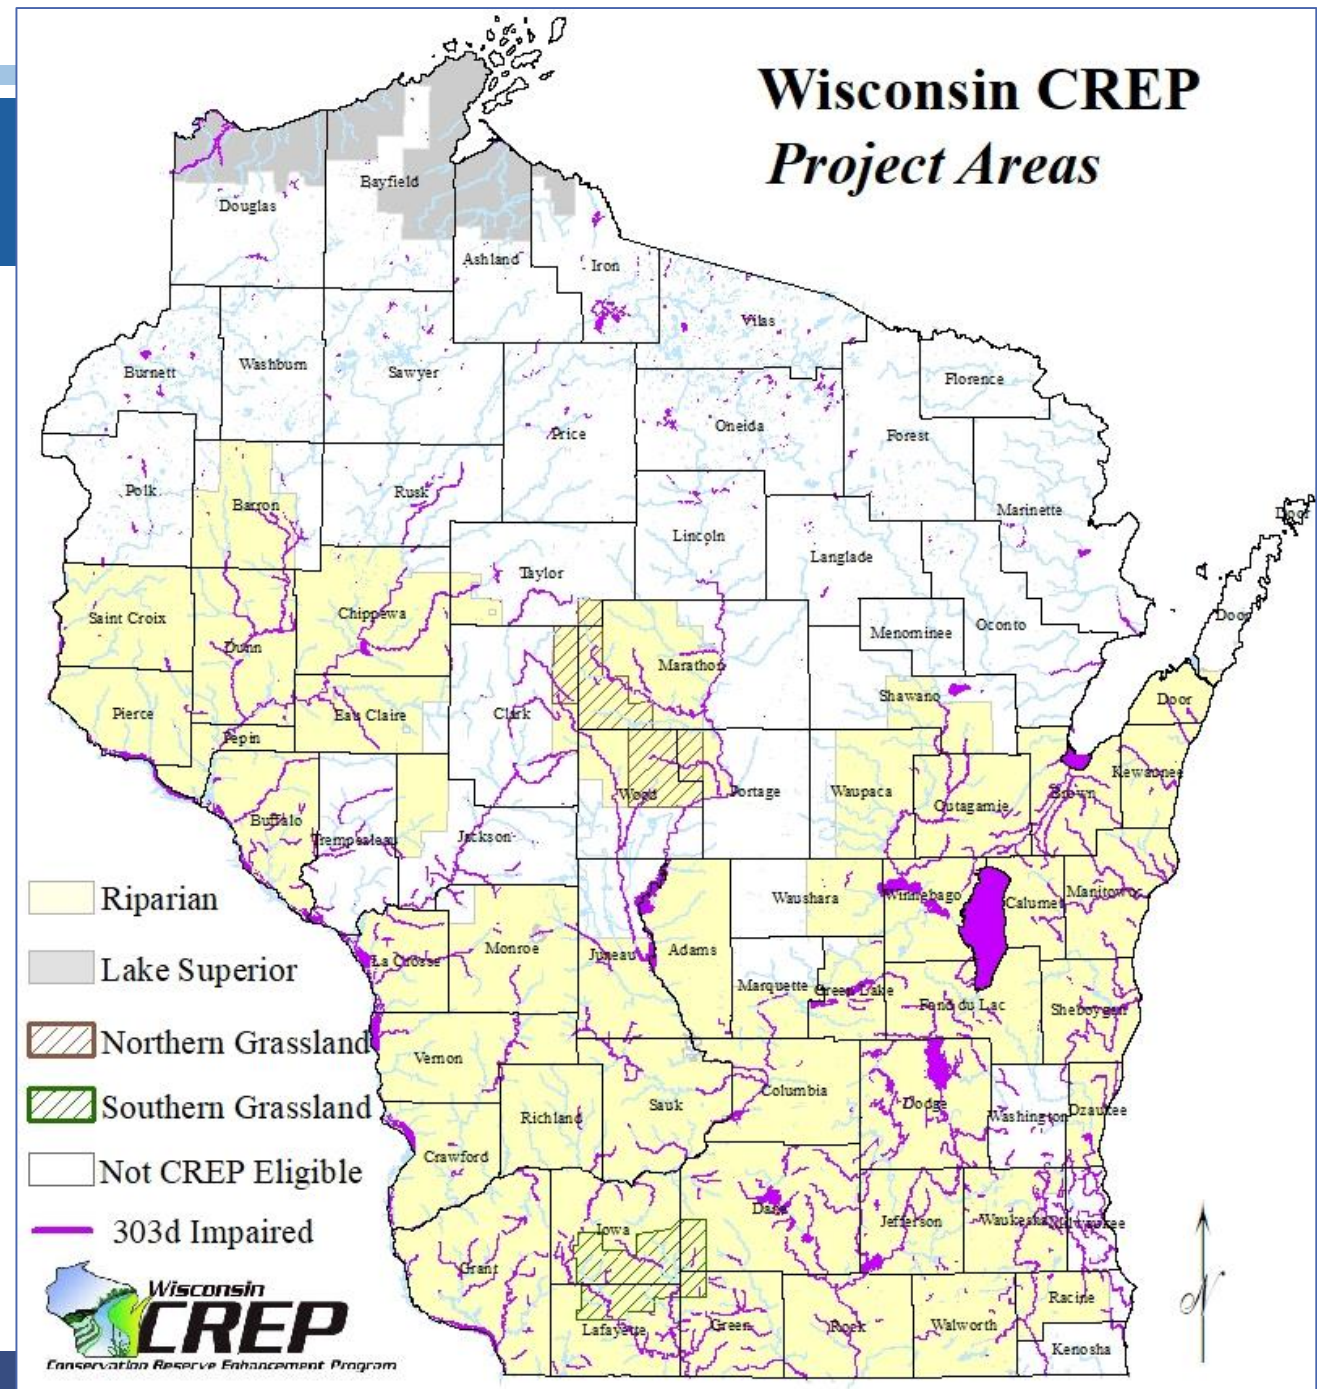 Wisconsin CREP
Project Areas
Bayfield
Douglas
Ashland
Iron
Vilas
Burnett
Washburn
Sawyer
Florence
Price
Oneida
Forest
Polk
Barron
Rusk
Marinette
Door
Lincoln
Langlade
Taylor
Saint Croix
Chippewa
Door
Dunn
Menominee
Oconto
Marathon
Shawano
Door
Pierce
Eau Claire
Clark
Pepin
Kewaunee
Wood
Portage
Waupaca
Outagamie
Brown
Buffalo
Trempealeau
Jackson
Riparian
Waushara
Winnebago
Calumet
Manitowoc
Lake Superior
La Crosse
Monroe
Juneau
Adams
Marquette
Green Lake
Fond du Lac
Sheboygan
Northern Grassland
Vernon
Southern Grassland
Richland
Sauk
Columbia
Dodge
Washington
Ozaukee
Not CREP Eligible
Crawford
303d Impaired
Iowa
Dane
Jefferson
Waukesha
Milwaukee
Grant
Lafayette
Green
Rock
Walworth
Racine
Kenosha
N
Wisconsin
CREP
Conservation Reserve Enhancement Program